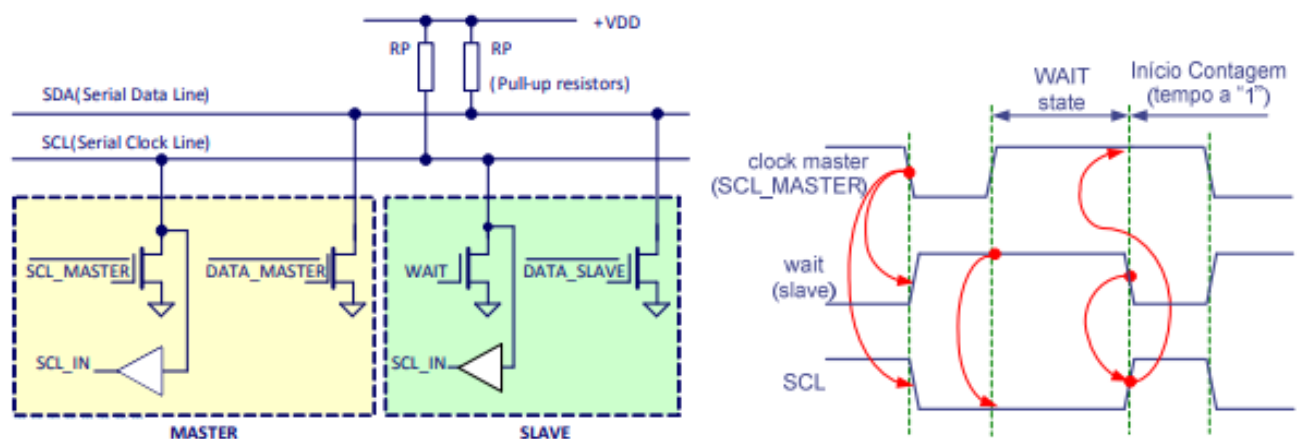 +VDD
RP
RP
(Pull-up resistors)
SDA(Serial Data Line)
SCL(Serial Clock Line)
SCL_MASTER
DATA_MASTER
WAIT
DATA_SLAVE
SCL_IN
SCL_IN
MASTER
SLAVE
WAIT
state
Início Contagem
(tempo a “1”)
clock master
(SCL_MASTER)
wait
(slave)
SCL